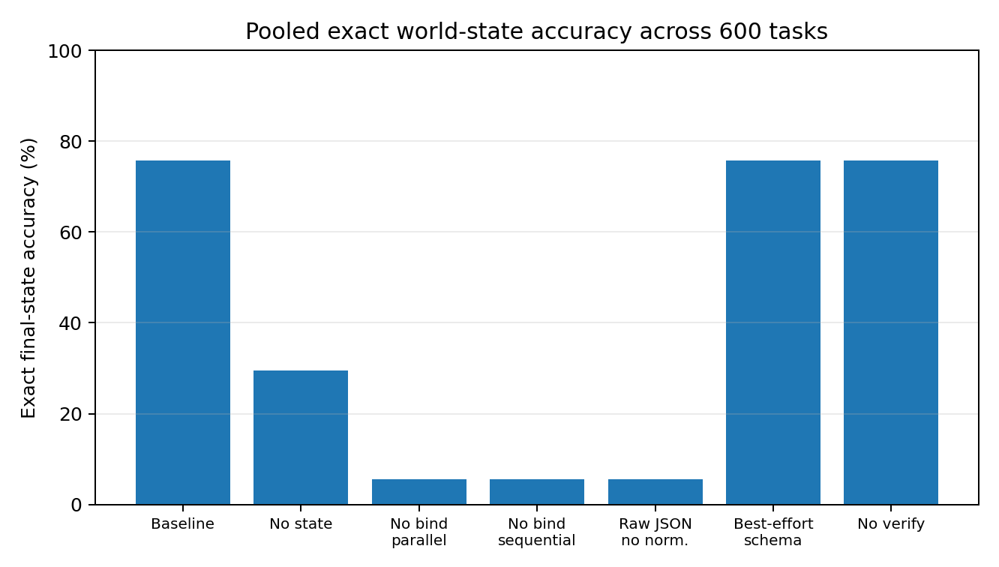 Pooled exact world-state accuracy across 600 tasks
Exact final-state accuracy (%)
100
80
60
40
20
0
Baseline
No state
No bind
parallel
No bind
sequential
Raw JSON
no norm.
Best-effort
schema
No verify